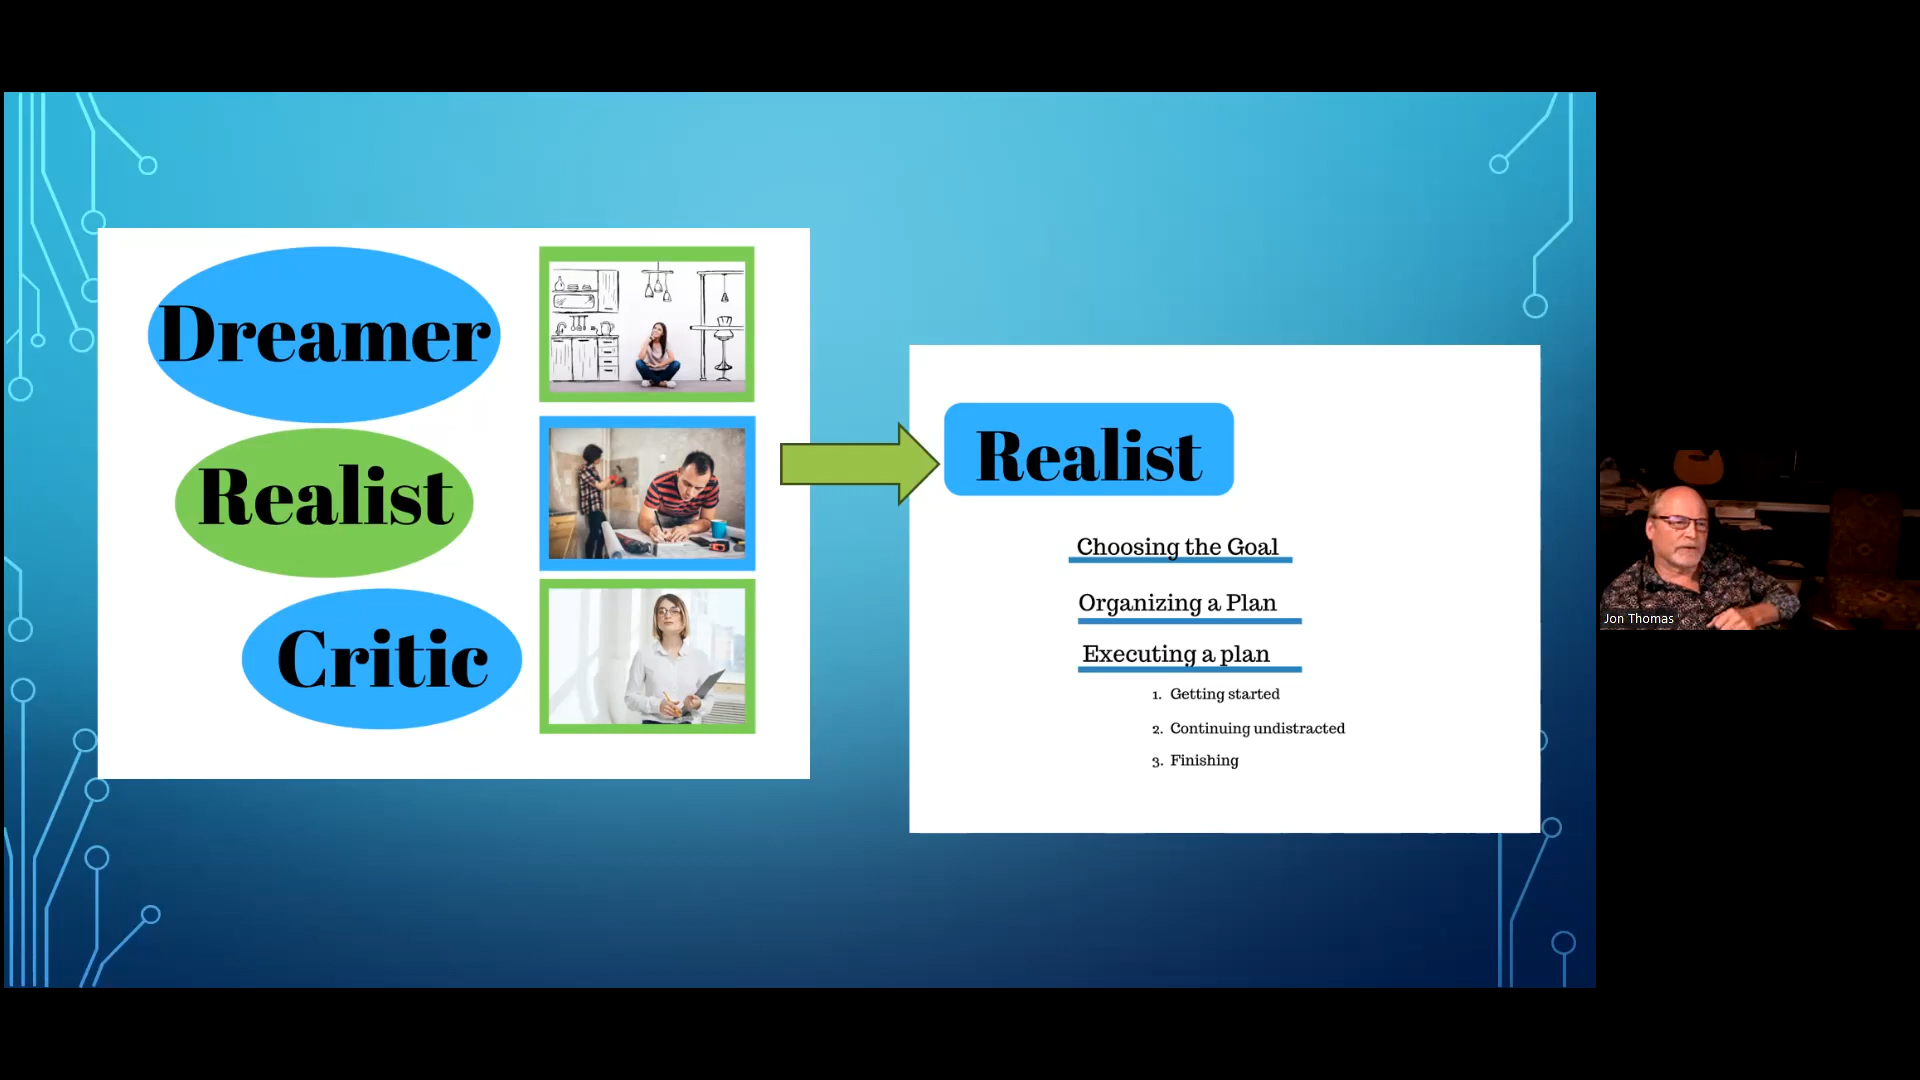 Dreamer
Realist
Critic
Realist
Choosing the Goal
Organizing a Plan
Executing a plan
1. Getting started
2. Continuing undistracted
3. Finishing
Jon Thomas